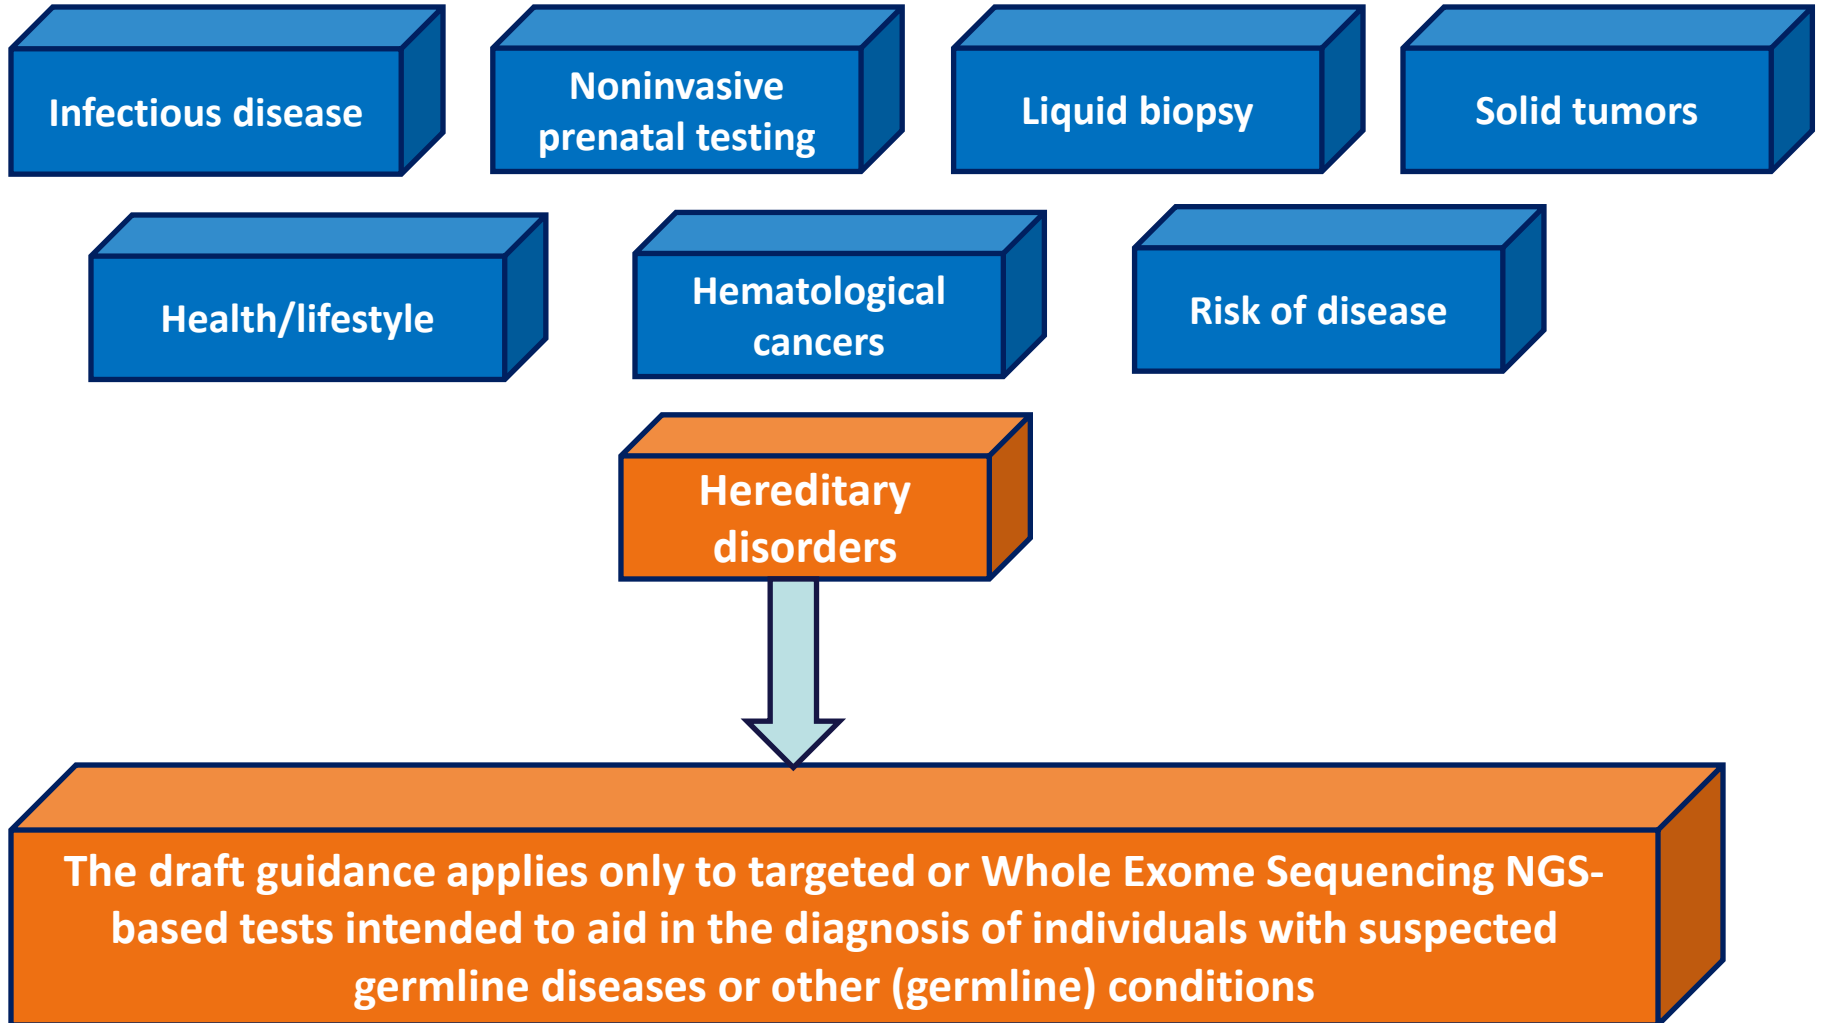 Infectious disease
Noninvasive
prenatal testing
Liquid biopsy
Solid tumors
Health/lifestyle
Hematological
cancers
Risk of disease
Hereditary
disorders
The draft guidance applies only to targeted or Whole Exome Sequencing NGS-
based tests intended to aid in the diagnosis of individuals with suspected
germline diseases or other (germline) conditions